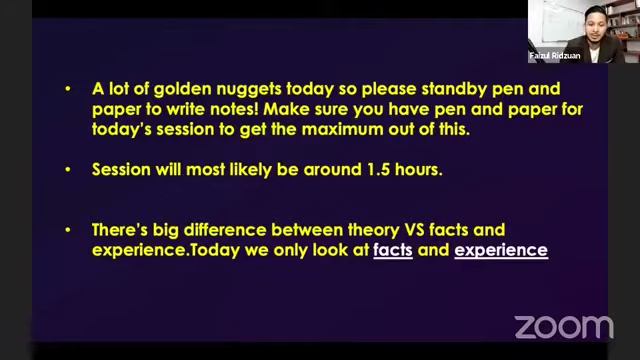 Faizul Ridzuan
• A lot of golden nuggets today so please standby pen and
paper to write notes! Make sure you have pen and paper for
today's session to get the maximum out of this.
• Session will most likely be around 1.5 hours.
• There's big difference between theory VS facts and
experience.Today we only look at facts and experience
zoom